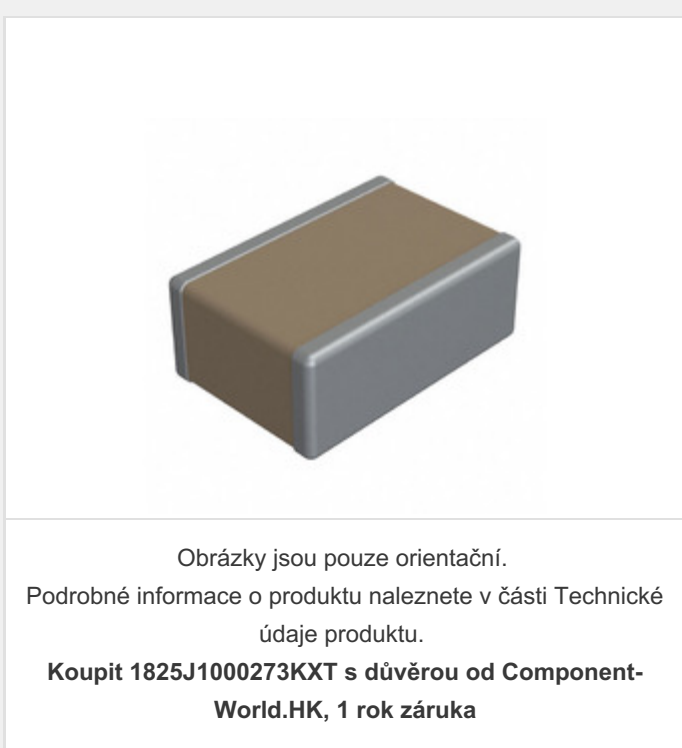 Obrázky jsou pouze orientační.
Podrobné informace o produktu naleznete v části Technické
údaje produktu.
Koupit 1825J1000273KXT s důvěrou od Component-
World.HK, 1 rok záruka